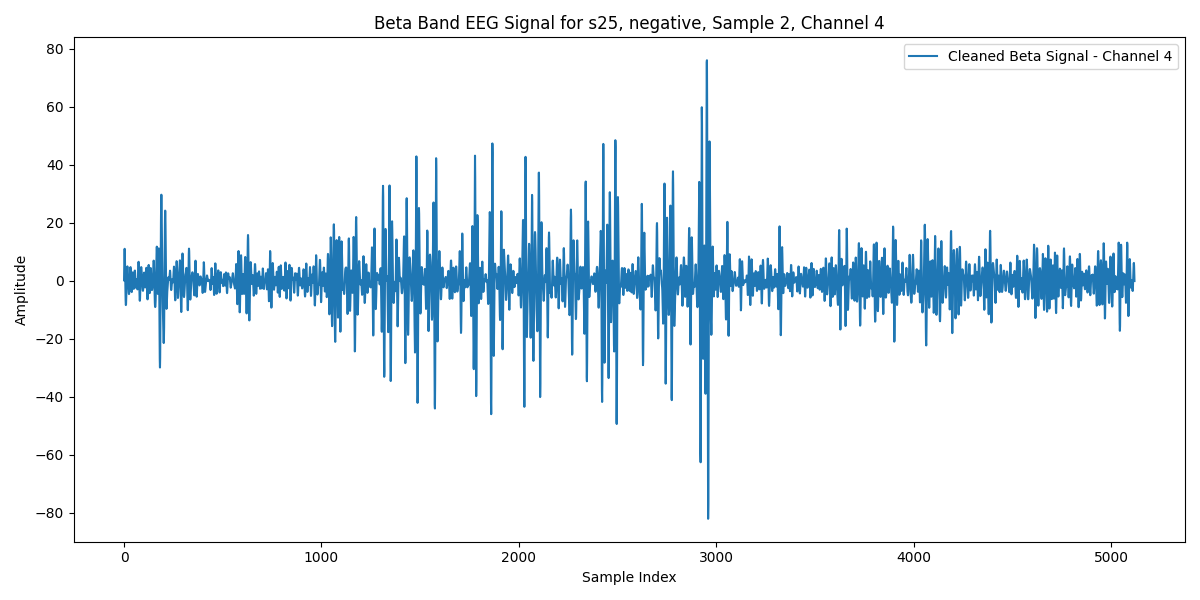 Beta Band EEG Signal for s25, negative, Sample 2, Channel 4
Cleaned Beta Signal - Channel 4
Amplitude
80
60
40
20
0
−20
−40
−60
−80
0 1000 2000 3000 4000 5000
Sample Index